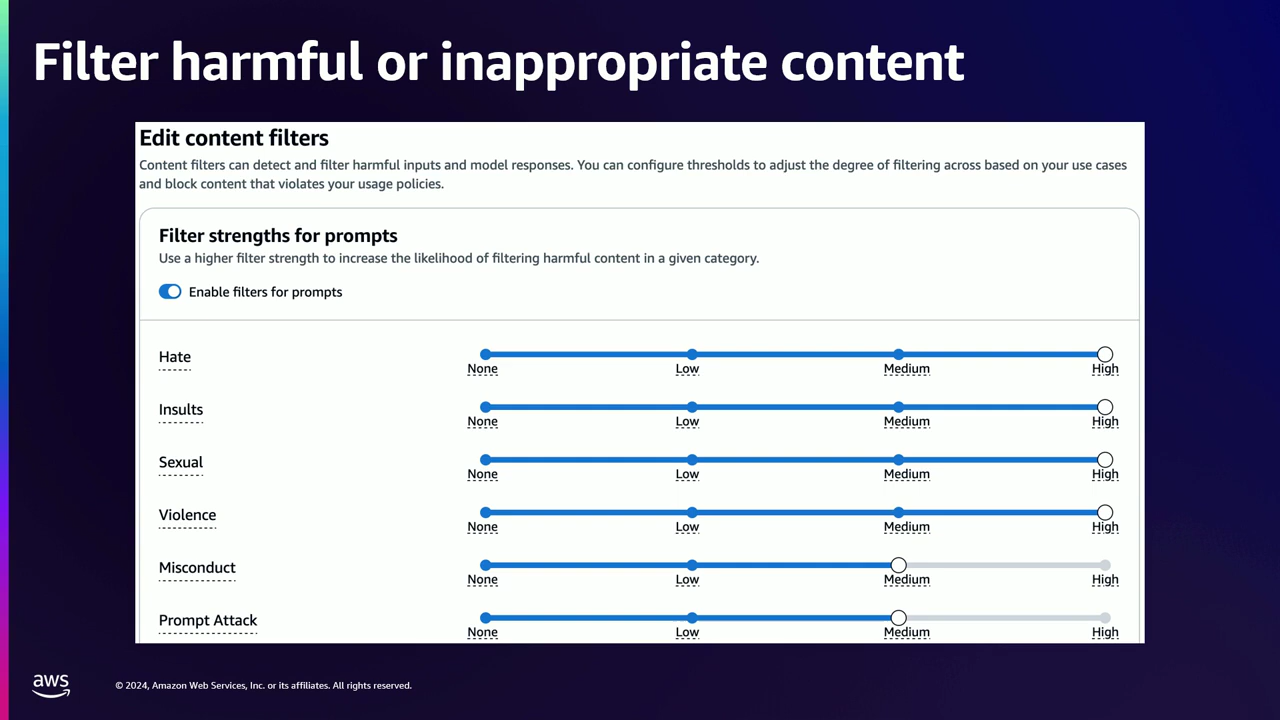 Filter harmful or inappropriate content
Edit content filters
Content filters can detect and filter harmful inputs and model responses. You can configure thresholds to adjust the degree of filtering across based on your use cases
and block content that violates your usage policies.
Filter strengths for prompts
Use a higher filter strength to increase the likelihood of filtering harmful content in a given category.
Enable filters for prompts
Hate
None Low Medium High
Insults
None Low Medium High
Sexual
None Low Medium High
Violence
None Low Medium High
Misconduct
None Low Medium High
Prompt Attack
None Low Medium High
aws
© 2024, Amazon Web Services, Inc. or its affiliates. All rights reserved.